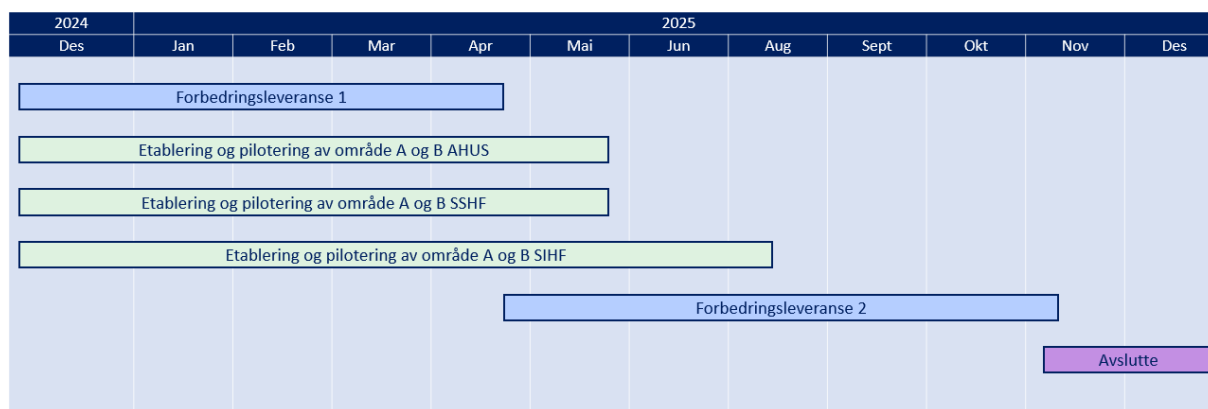 2024 2025
Des Jan Feb Mar Apr Mai Jun Aug Sept Okt Nov Des
Forbedringsleveranse 1
Etablering og pilotering av område A og B AHUS
Etablering og pilotering av område A og B SSHF
Etablering og pilotering av område A og B SIHF
Forbedringsleveranse 2
Avslutte